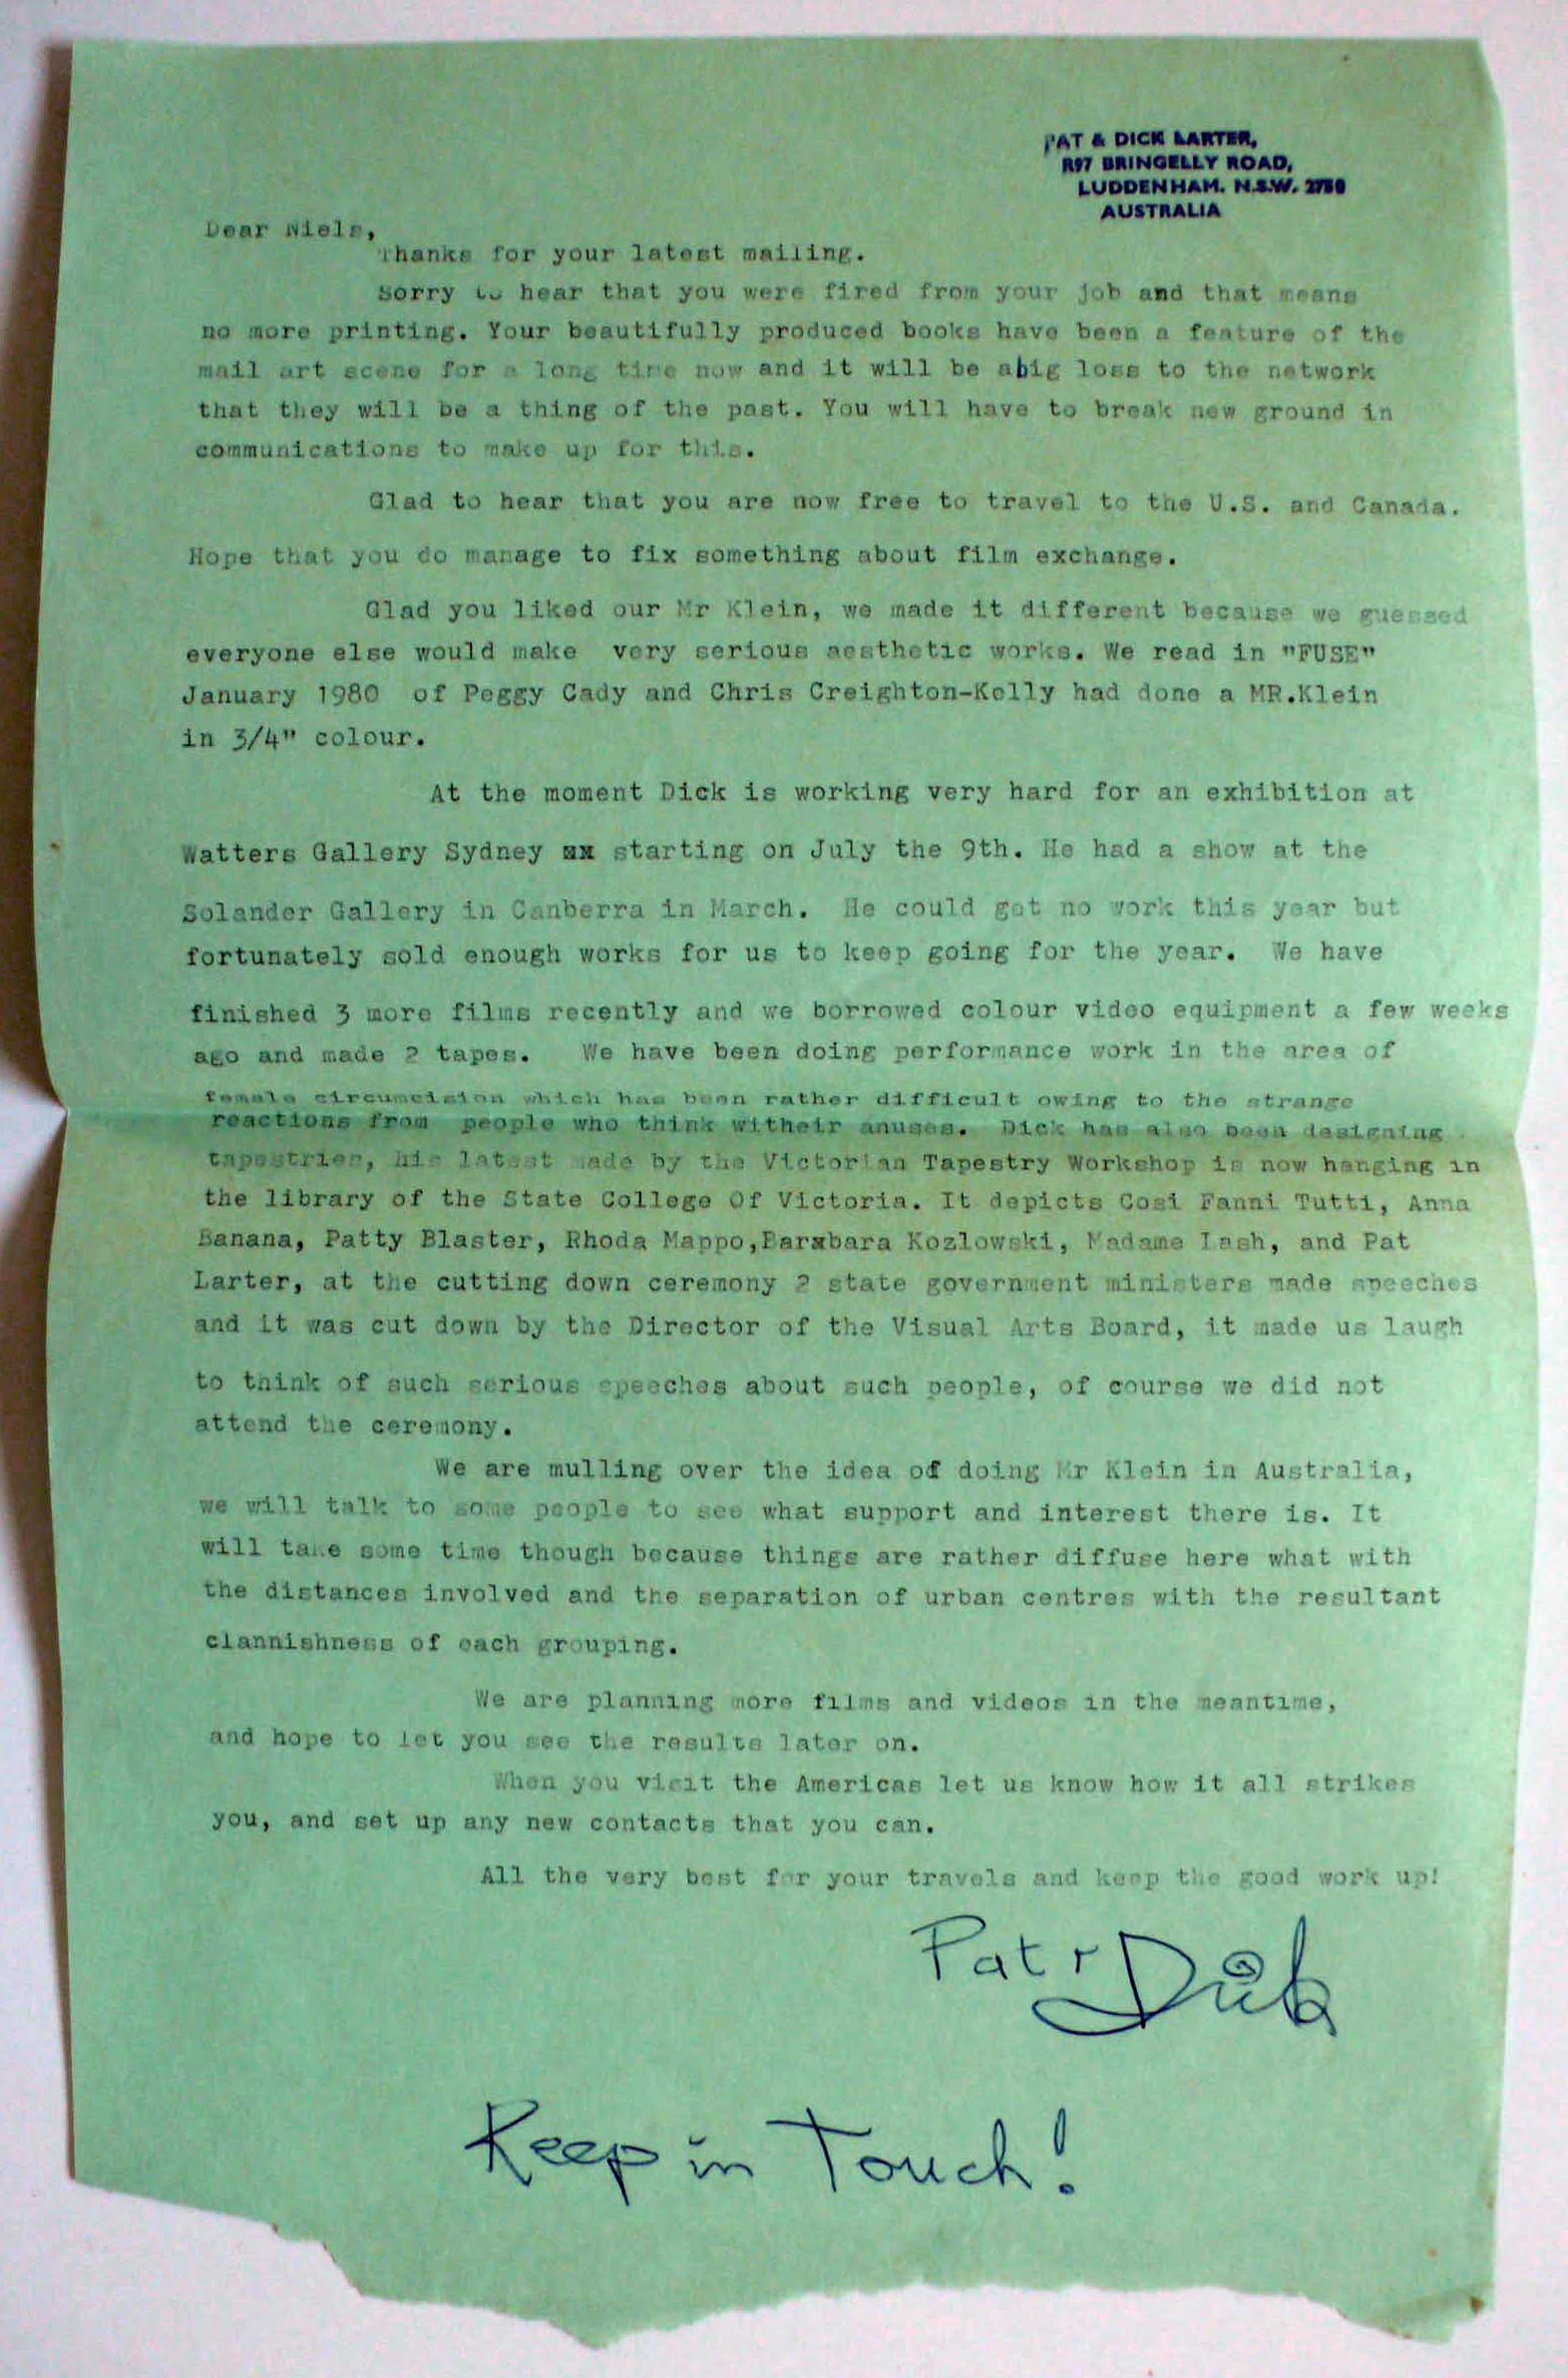 PAT & DICK LARTER,
R97 BRINGELLY ROAD,
LUDDENHAM. N.S.W. 2750
AUSTRALIA
Dear Niels,
Thanks for your latest mailing.
Sorry to hear that you were fired from your job and that means
no more printing. Your beautifully produced books have been a feature of the
mail art scene for a long time now and it will be abig loss to the network
that they will be a thing of the past. You will have to break new ground in
communications to make up for this.
Glad to hear that you are now free to travel to the U.S. and Canada.
Hope that you do manage to fix something about film exchange.
Glad you liked our Mr Klein, we made it different because we guessed
everyone else would make very serious aesthetic works. We read in "FUSE"
January 1980 of Peggy Cady and Chris Creighton-Kelly had done a MR.Klein
in 3/4" colour.
At the moment Dick is working very hard for an exhibition at
Watters Gallery Sydney xx starting on July the 9th. He had a show at the
Solander Gallery in Canberra in March. He could get no work this year but
fortunately sold enough works for us to keep going for the year. We have
finished 3 more films recently and we borrowed colour video equipment a few weeks
ago and made 2 tapes. We have been doing performance work in the area of
female circumcision which has been rather difficult owing to the strange
reactions from people who think witheir anuses. Dick has also been designing
tapestries, his latest made by the Victorian Tapestry Workshop is now hanging in
the library of the State College Of Victoria. It depicts Cosi Fanni Tutti, Anna
Banana, Patty Blaster, Rhoda Mappo,Barxbara Kozlowski, Madame Lash, and Pat
Larter, at the cutting down ceremony 2 state government ministers made speeches
and it was cut down by the Director of the Visual Arts Board, it made us laugh
to think of such serious speeches about such people, of course we did not
attend the ceremony.
We are mulling over the idea of doing Mr Klein in Australia,
we will talk to some people to see what support and interest there is. It
will take some time though because things are rather diffuse here what with
the distances involved and the separation of urban centres with the resultant
clannishness of each grouping.
We are planning more films and videos in the meantime,
and hope to let you see the results later on.
When you visit the Americas let us know how it all strikes
you, and set up any new contacts that you can.
All the very best for your travels and keep the good work up!
Pat + Dick
Keep in Touch!